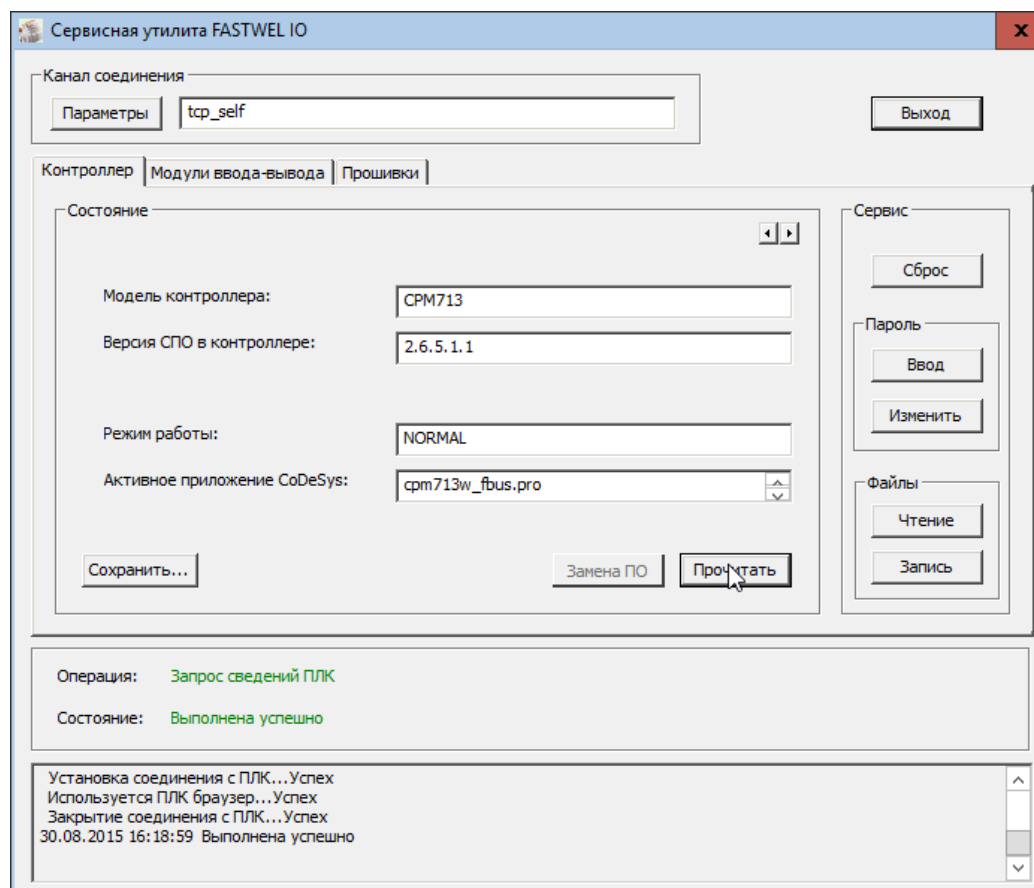 Сервисная утилита FASTWEL IO
x
Канал соединения
Параметры tcp_self
Выход
Контроллер Модули ввода-вывода Прошивки
Состояние
Модель контроллера: CPM713
Версия СПО в контроллере: 2.6.5.1.1
Режим работы: NORMAL
Активное приложение CoDeSys: cpm713w_fbus.pro
Сохранить... Замена ПО Прочитать
Сервис
Сброс
Пароль
Ввод
Изменить
Файлы
Чтение
Запись
Операция: Запрос сведений ПЛК
Состояние: Выполнена успешно
Установка соединения с ПЛК...Успех
Используется ПЛК браузер...Успех
Закрытие соединения с ПЛК...Успех
30.08.2015 16:18:59 Выполнена успешно